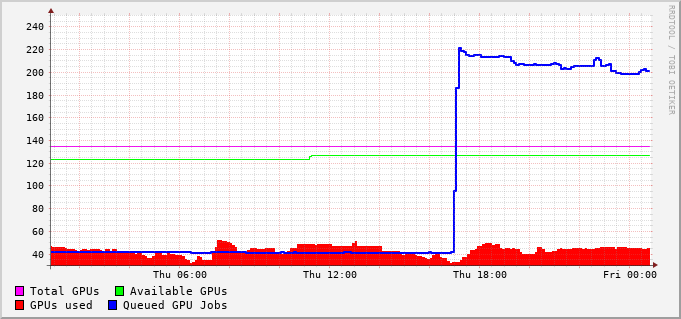 240
220
200
180
160
140
120
100
80
60
40
Thu 06:00 Thu 12:00 Thu 18:00 Fri 00:00
Total GPUs Available GPUs
GPUs used Queued GPU Jobs
RRDTOOL / TOBI OETIKER